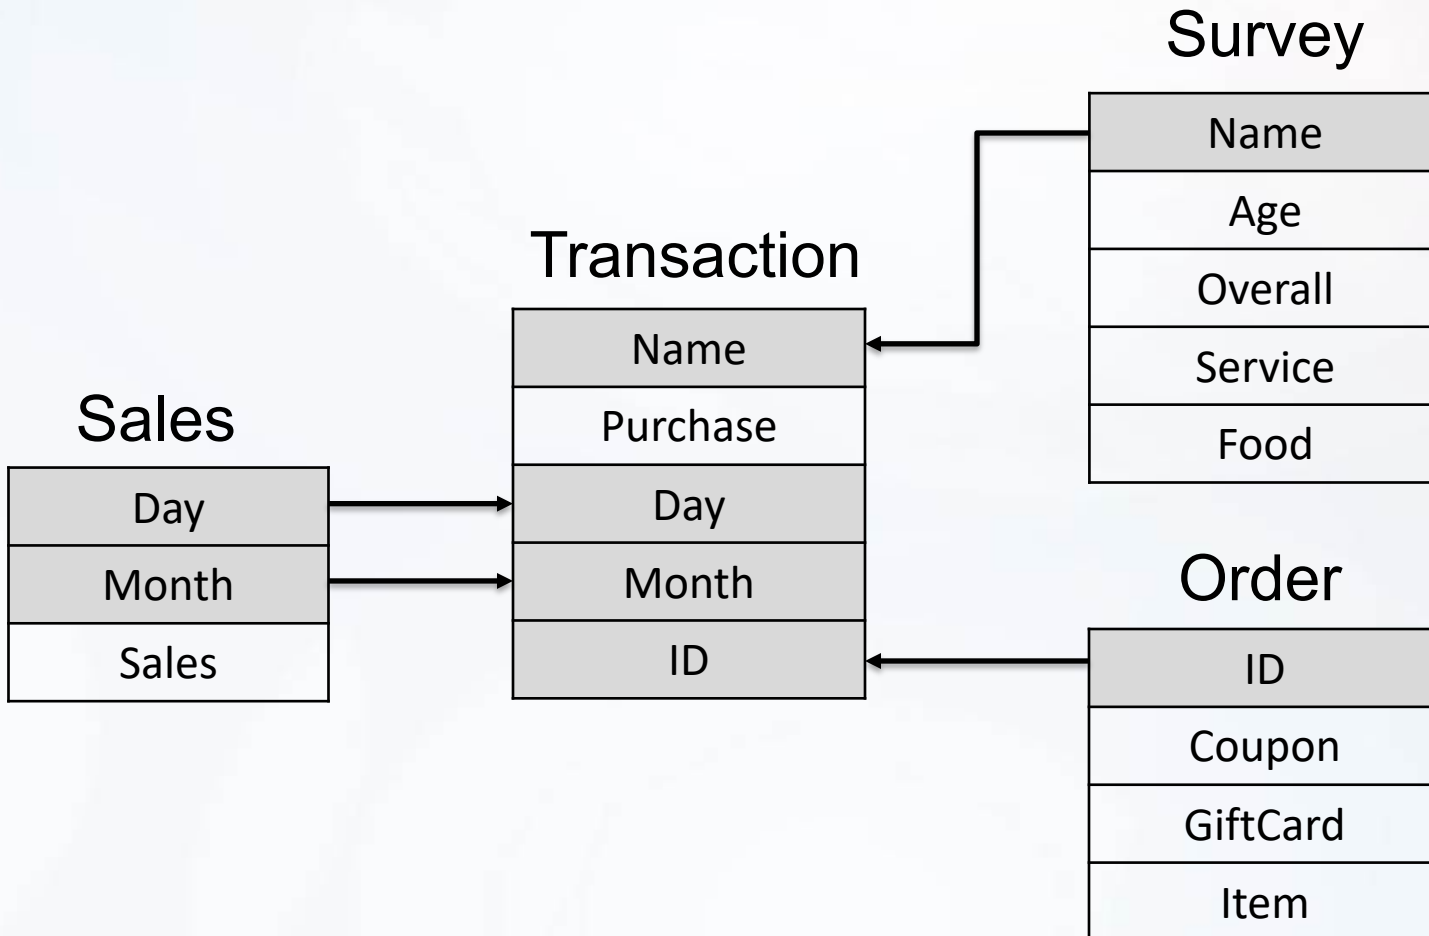 Survey
Name
Age
Overall
Service
Food
Transaction
Name
Purchase
Day
Month
ID
Sales
Day
Month
Sales
Order
ID
Coupon
GiftCard
Item